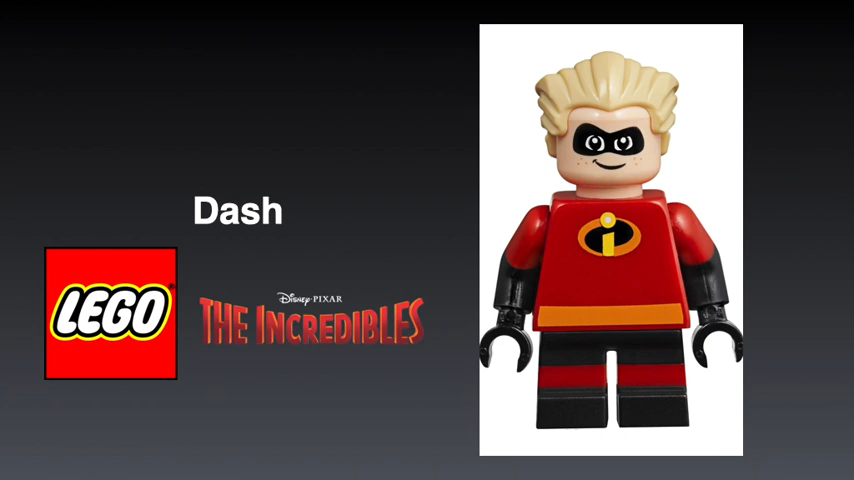 Dash
LEGO
DISNEY·PIXAR
THE INCREDIBLES
i